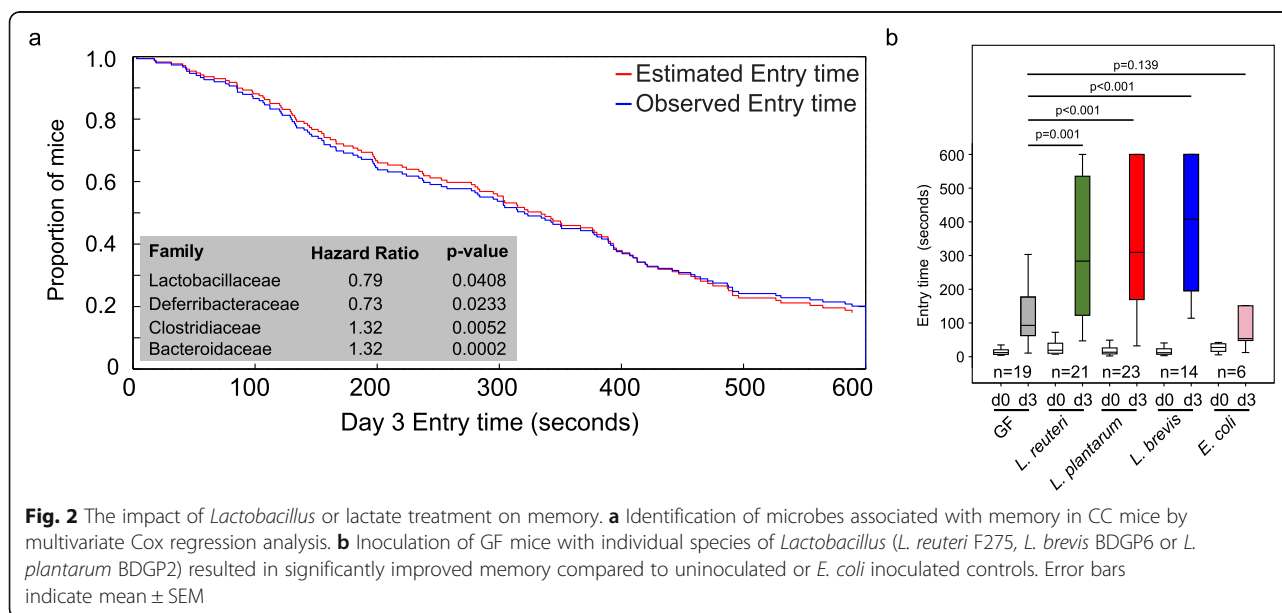 a
1.0
0.8
0.6
0.4
0.2
0
Proportion of mice
Estimated Entry time
Observed Entry time
Family Hazard Ratio p-value
Lactobacillaceae 0.79 0.0408
Deferribacteraceae 0.73 0.0233
Clostridiaceae 1.32 0.0052
Bacteroidaceae 1.32 0.0002
0 100 200 300 400 500 600
Day 3 Entry time (seconds)
b
p=0.139
p<0.001
p<0.001
p=0.001
600
500
400
300
200
100
0
Entry time (seconds)
n=19 n=21 n=23 n=14 n=6
d0 d3 d0 d3 d0 d3 d0 d3 d0 d3
GF L. reuteri L. plantarum L. brevis E. coli
Fig. 2 The impact of Lactobacillus or lactate treatment on memory. a Identification of microbes associated with memory in CC mice by
multivariate Cox regression analysis. b Inoculation of GF mice with individual species of Lactobacillus (L. reuteri F275, L. brevis BDGP6 or L.
plantarum BDGP2) resulted in significantly improved memory compared to uninoculated or E. coli inoculated controls. Error bars
indicate mean ± SEM